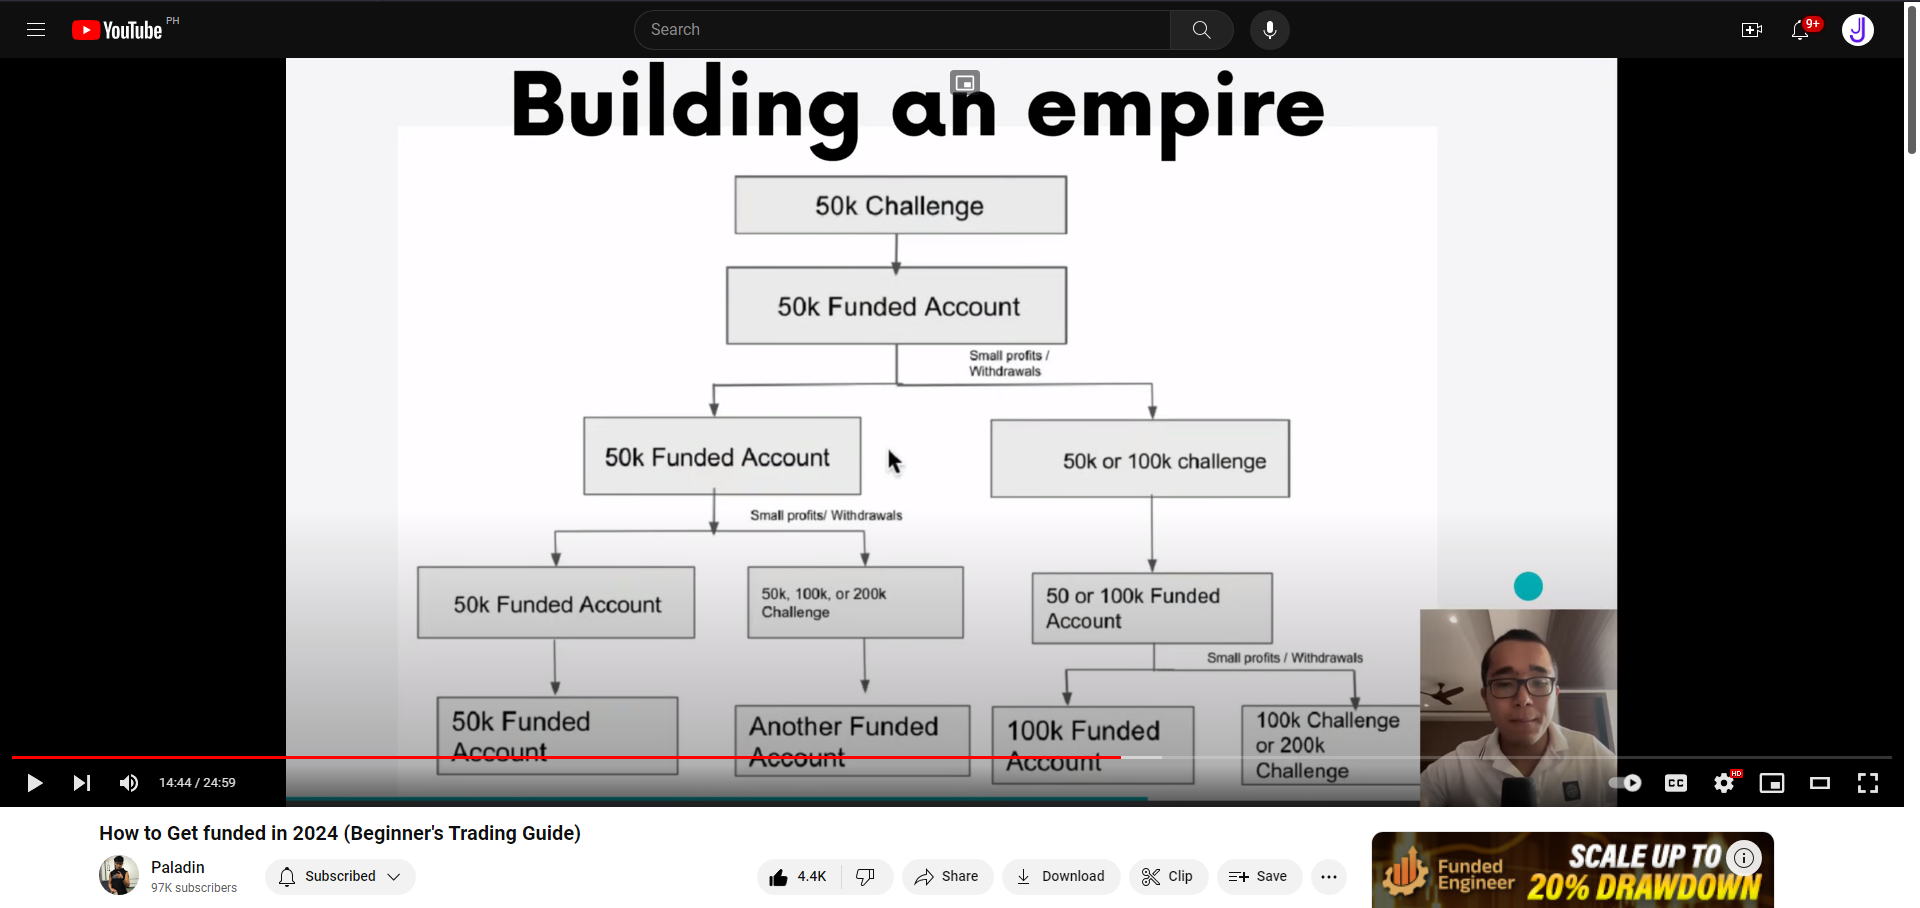 YouTube PH
Search
9+
Building an empire
50k Challenge
50k Funded Account
Small profits /
Withdrawals
50k Funded Account
50k or 100k challenge
Small profits/ Withdrawals
50k Funded Account
50k, 100k, or 200k
Challenge
50 or 100k Funded
Account
Small profits / Withdrawals
50k Funded
Account
Another Funded
Account
100k Funded
Account
100k Challenge
or 200k
Challenge
14:44 / 24:59
CC
HD
How to Get funded in 2024 (Beginner's Trading Guide)
Paladin
97K subscribers
Subscribed
4.4K
Share
Download
Clip
Save
Funded
Engineer
SCALE UP TO
20% DRAWDOWN